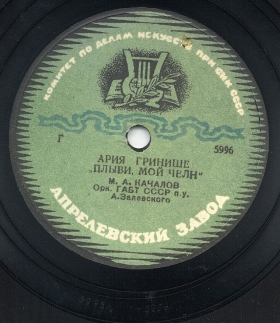 КОМИТЕТ ПО ДЕЛАМ ИСКУССТВ ПРИ СНК СССР
Г
5996
АРИЯ ГРИНИШЕ
„ПЛЫВИ, МОЙ ЧЕЛН"
М. А. КАЧАЛОВ
Орк. ГАБТ СССР п. у.
А. Залевского
АПРЕЛЕВСКИЙ ЗАВОД